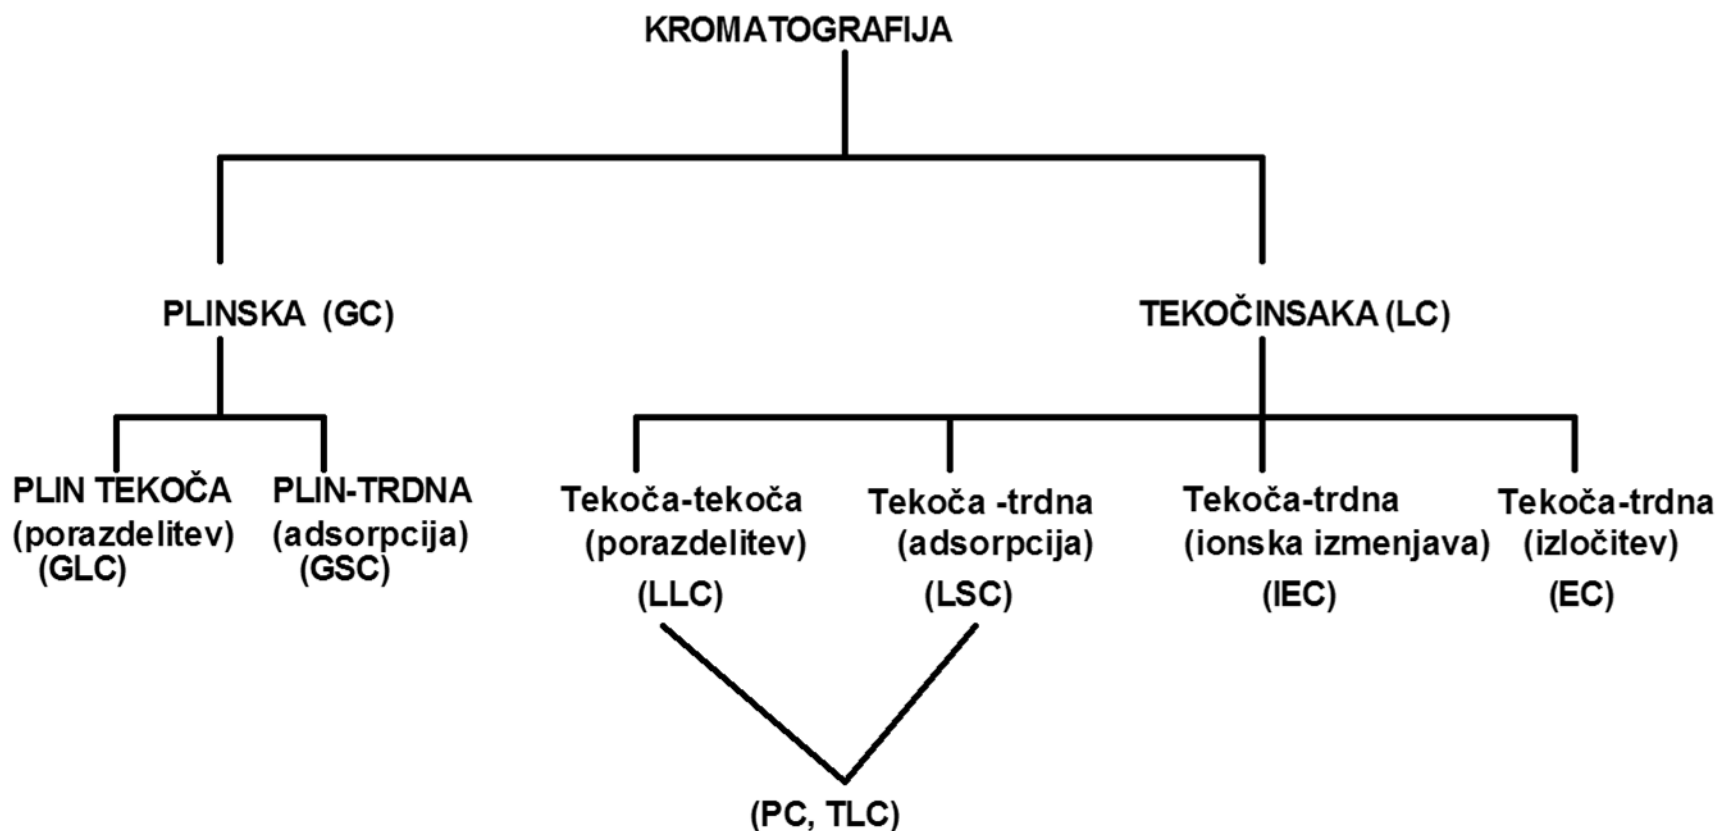 KROMATOGRAFIJA
PLINSKA (GC)
TEKOČINSAKA (LC)
PLIN TEKOČA
(porazdelitev)
(GLC)
PLIN-TRDNA
(adsorpcija)
(GSC)
Tekoča-tekoča
(porazdelitev)
(LLC)
Tekoča -trdna
(adsorpcija)
(LSC)
Tekoča-trdna
(ionska izmenjava)
(IEC)
Tekoča-trdna
(izločitev)
(EC)
(PC, TLC)